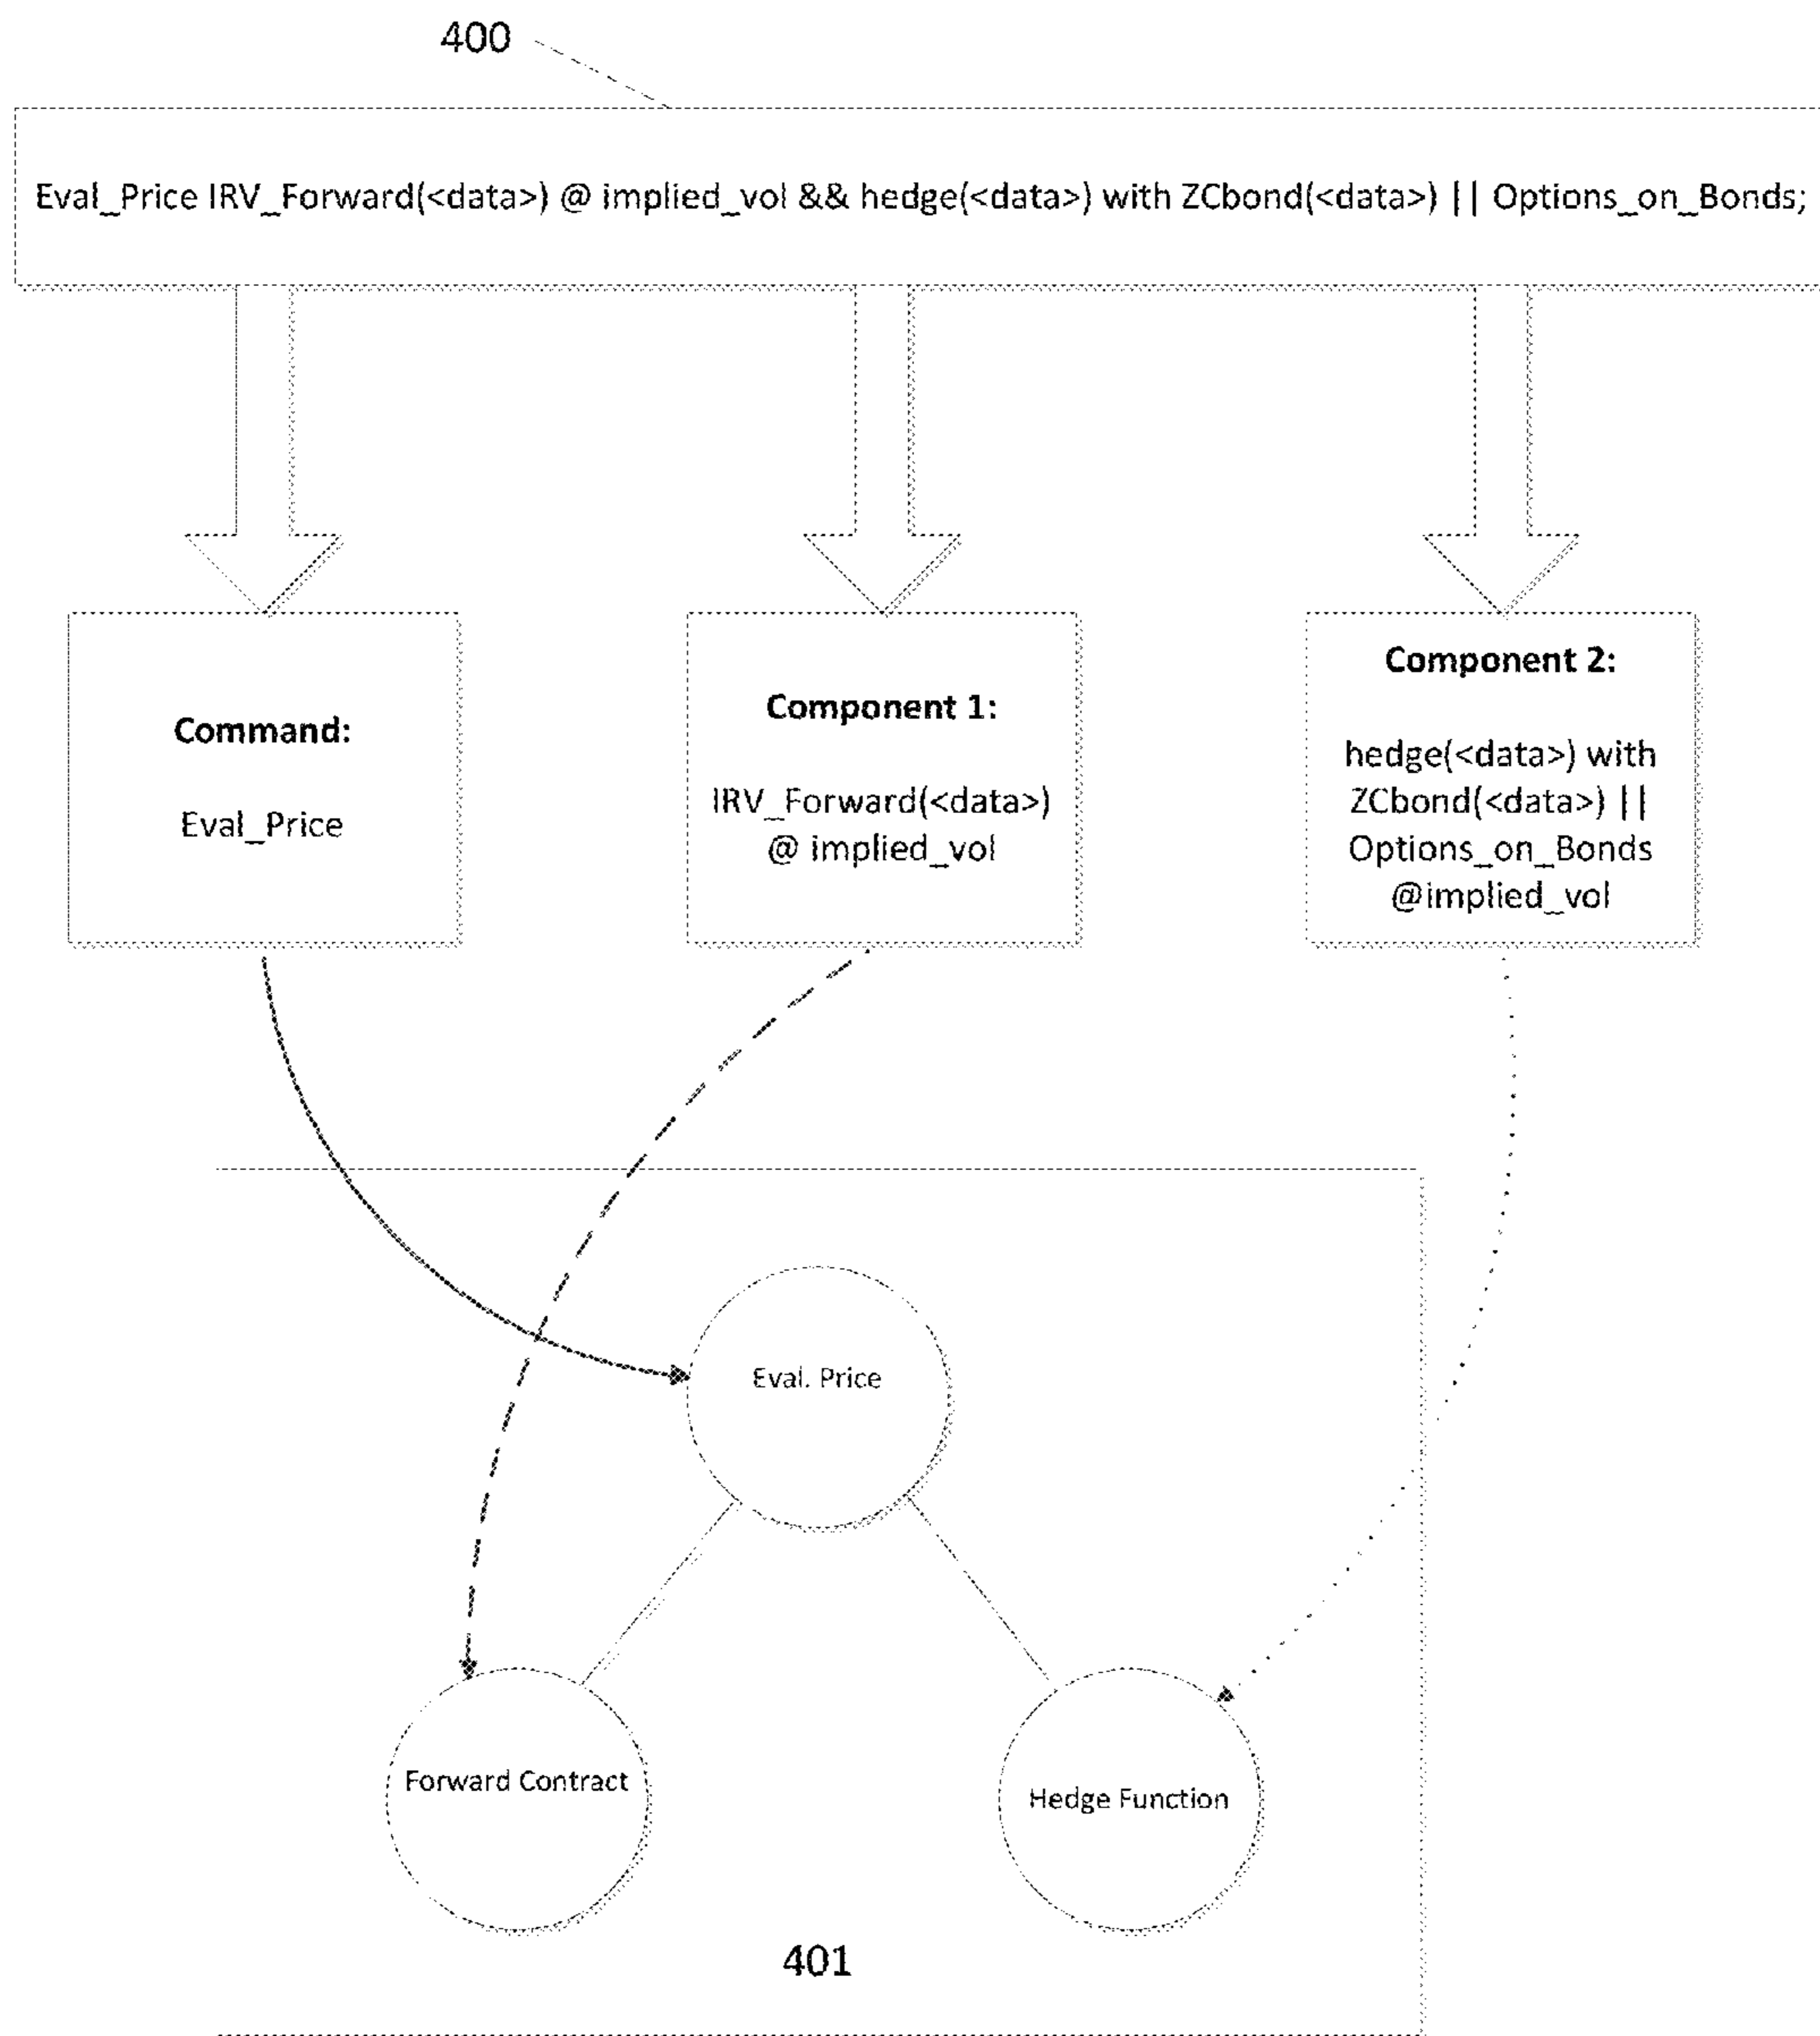 400
Eval_Price IRV_Forward(<data>) @ implied_vol && hedge(<data>) with ZCbond(<data>) || Options_on_Bonds;
Command:
Eval_Price
Component 1:
IRV_Forward(<data>)
@ implied_vol
Component 2:
hedge(<data>) with
ZCbond(<data>) ||
Options_on_Bonds
@implied_vol
Eval. Price
Forward Contract
Hedge Function
401